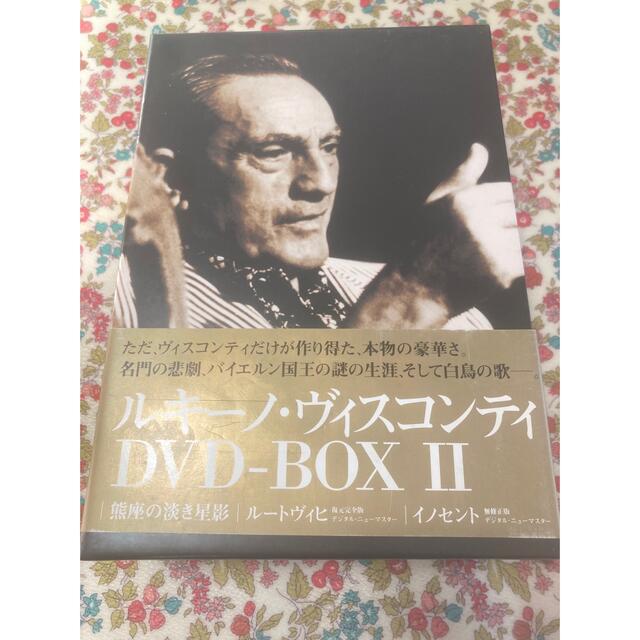 ただ、ヴィスコンティだけが作り得た、本物の豪華さ。
名門の悲劇、バイエルン国王の謎の生涯、そして白鳥の歌──。
ルキーノ・ヴィスコンティ
DVD-BOX II
熊座の淡き星影 | ルートヴィヒ 復元完全版 デジタル・ニューマスター | イノセント 無修正版 デジタル・ニューマスター